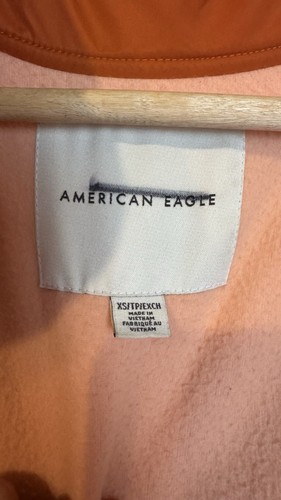 AMERICAN EAGLE
XS/TP/EXCH
MADE IN
VIETNAM
FABRIQUÉ AU
VIETNAM